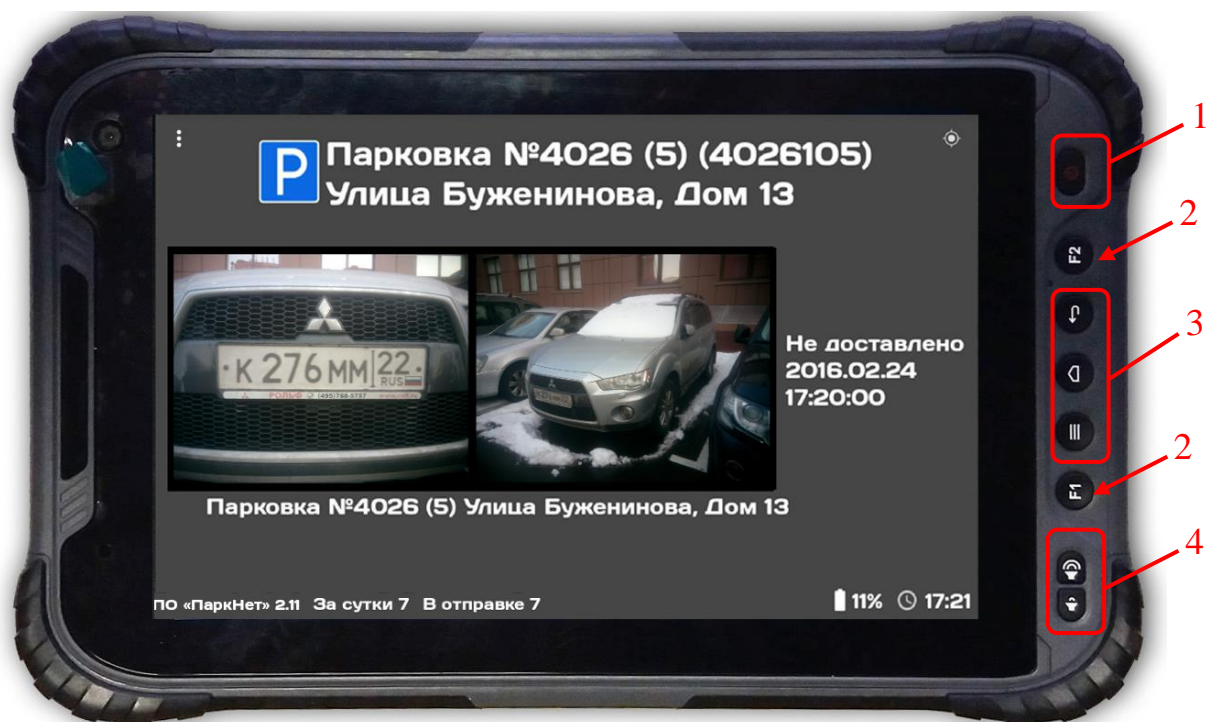 Парковка №4026 (5) (4026105)
Улица Буженинова, Дом 13
К 276 ММ 22
RUS
РОЛЬФ (495)
Не доставлено
2016.02.24
17:20:00
Парковка №4026 (5) Улица Буженинова, Дом 13
ПО «ПаркНет» 2.11 За сутки 7 В отправке 7
11% 17:21
1
2
F2
3
2
F1
4
P